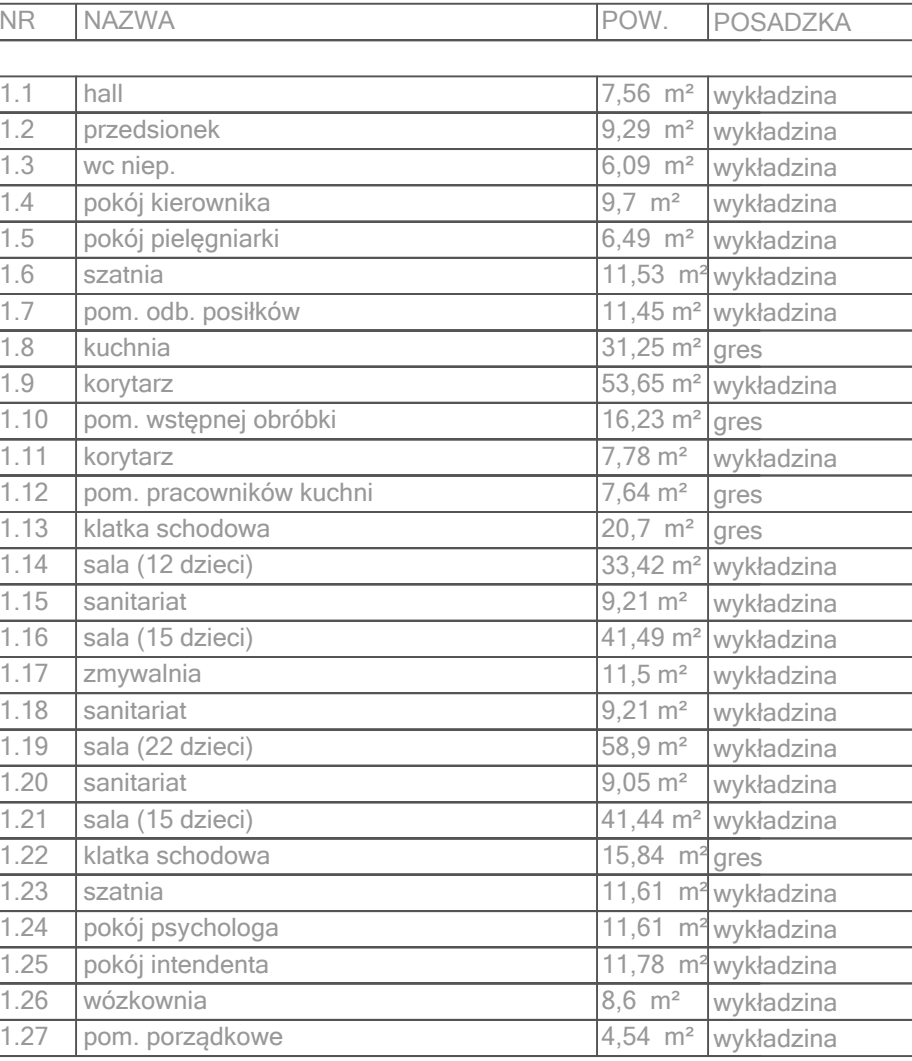 NR NAZWA POW. POSADZKA
1.1 hall 7,56 m² wykładzina
1.2 przedsionek 9,29 m² wykładzina
1.3 wc niep. 6,09 m² wykładzina
1.4 pokój kierownika 9,7 m² wykładzina
1.5 pokój pielęgniarki 6,49 m² wykładzina
1.6 szatnia 11,53 m² wykładzina
1.7 pom. odb. posiłków 11,45 m² wykładzina
1.8 kuchnia 31,25 m² gres
1.9 korytarz 53,65 m² wykładzina
1.10 pom. wstępnej obróbki 16,23 m² gres
1.11 korytarz 7,78 m² wykładzina
1.12 pom. pracowników kuchni 7,64 m² gres
1.13 klatka schodowa 20,7 m² gres
1.14 sala (12 dzieci) 33,42 m² wykładzina
1.15 sanitariat 9,21 m² wykładzina
1.16 sala (15 dzieci) 41,49 m² wykładzina
1.17 zmywalnia 11,5 m² wykładzina
1.18 sanitariat 9,21 m² wykładzina
1.19 sala (22 dzieci) 58,9 m² wykładzina
1.20 sanitariat 9,05 m² wykładzina
1.21 sala (15 dzieci) 41,44 m² wykładzina
1.22 klatka schodowa 15,84 m² gres
1.23 szatnia 11,61 m² wykładzina
1.24 pokój psychologa 11,61 m² wykładzina
1.25 pokój intendenta 11,78 m² wykładzina
1.26 wózkownia 8,6 m² wykładzina
1.27 pom. porządkowe 4,54 m² wykładzina